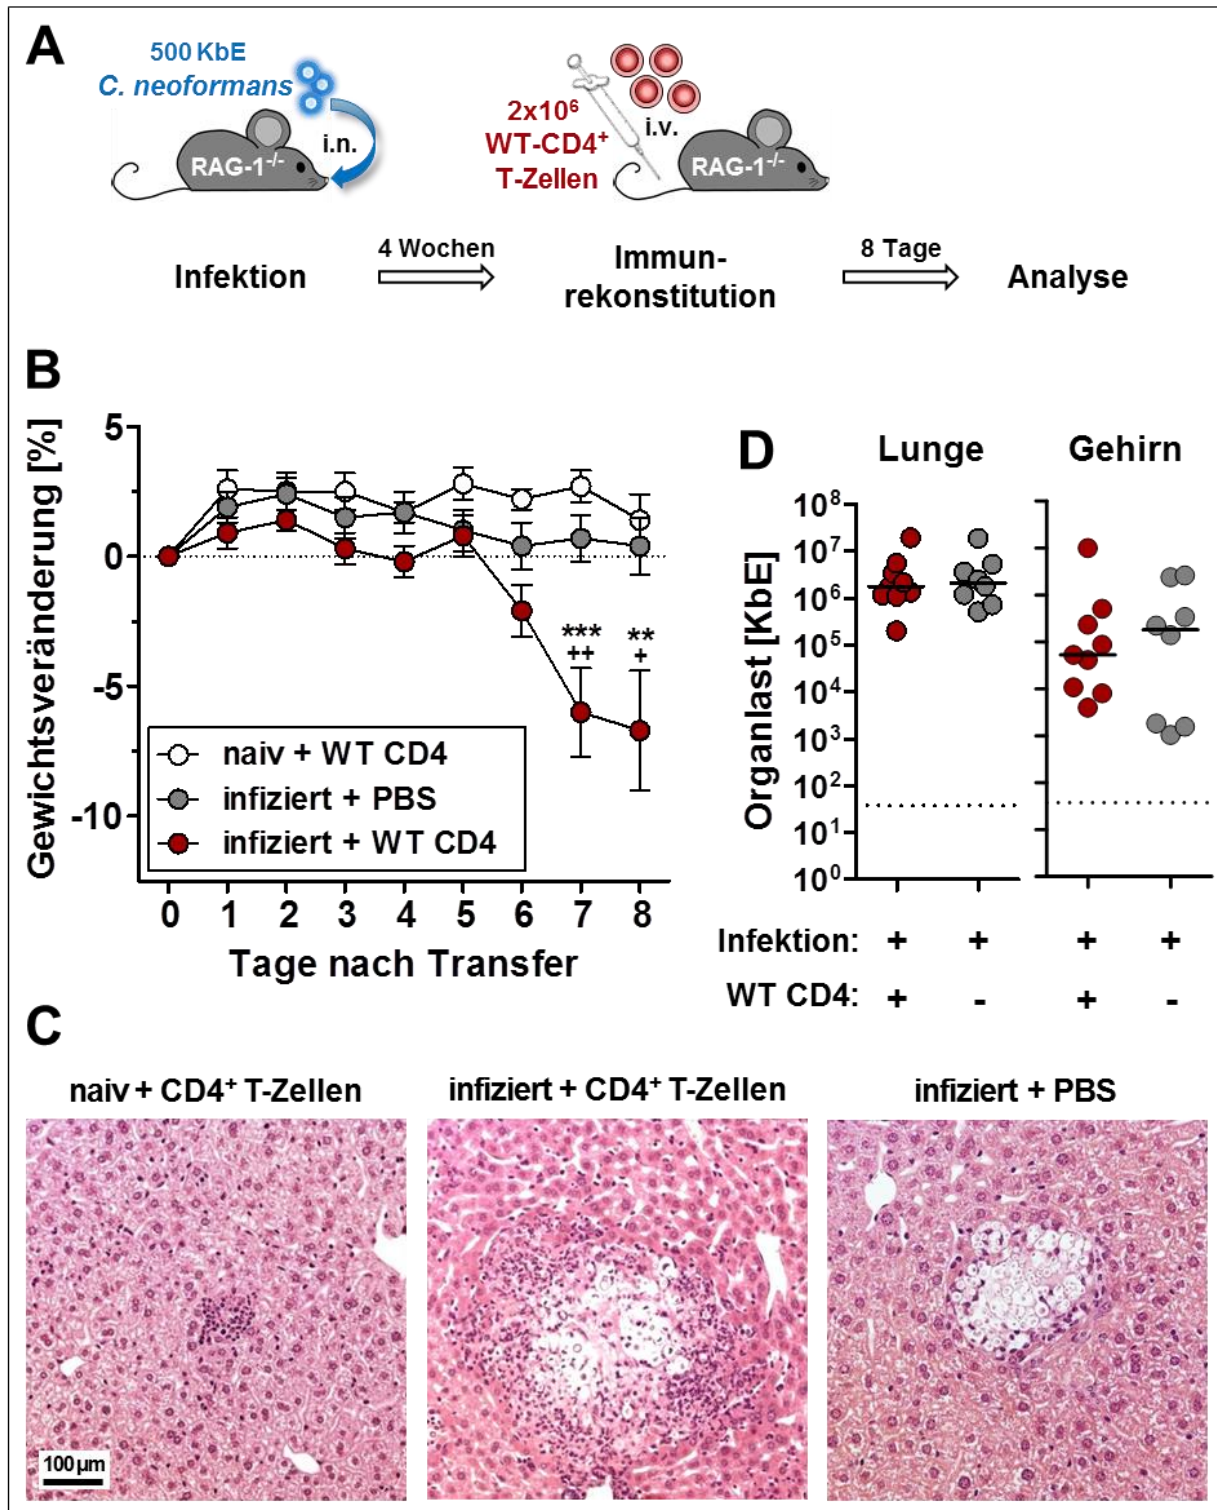 A
500 KbE
C. neoformans
i.n.
RAG-1-/-
2x10⁶
WT-CD4⁺
T-Zellen
i.v.
RAG-1-/-
Infektion
4 Wochen
Immun-
rekonstitution
8 Tage
Analyse
B
Gewichtsveränderung [%]
5
0
-5
-10
***
++
**
+
naiv + WT CD4
infiziert + PBS
infiziert + WT CD4
0 1 2 3 4 5 6 7 8
Tage nach Transfer
D
Lunge Gehirn
Organlast [KbE]
10⁸
10⁷
10⁶
10⁵
10⁴
10³
10²
10¹
10⁰
Infektion: + + + +
WT CD4: + - + -
C
naiv + CD4⁺ T-Zellen
infiziert + CD4⁺ T-Zellen
infiziert + PBS
100 µm